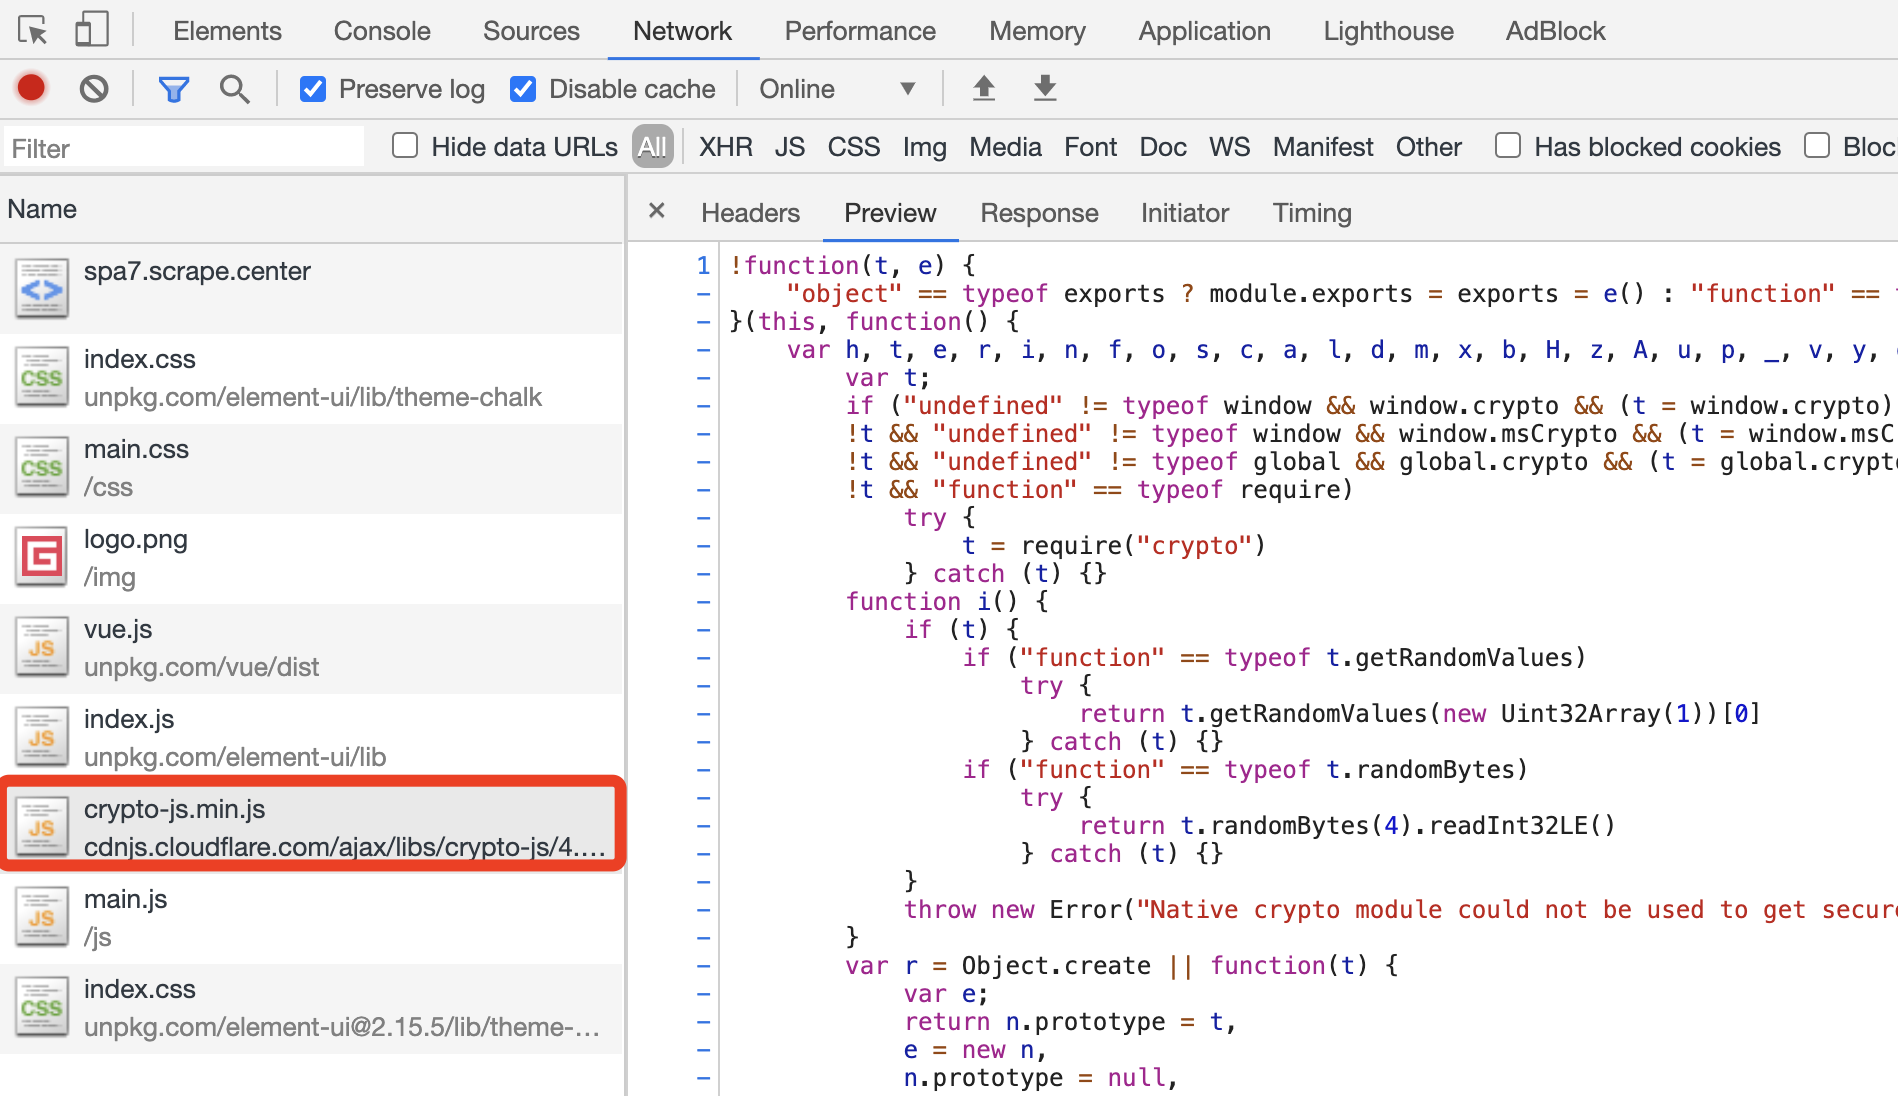 Elements Console Sources Network Performance Memory Application Lighthouse AdBlock
Preserve log Disable cache Online ▼
Filter Hide data URLs All XHR JS CSS Img Media Font Doc WS Manifest Other Has blocked cookies Bloc
Name
× Headers Preview Response Initiator Timing
spa7.scrape.center
index.css
unpkg.com/element-ui/lib/theme-chalk
main.css
/css
logo.png
/img
vue.js
unpkg.com/vue/dist
index.js
unpkg.com/element-ui/lib
crypto-js.min.js
cdnjs.cloudflare.com/ajax/libs/crypto-js/4.…
main.js
/js
index.css
unpkg.com/element-ui@2.15.5/lib/theme-…
CSS
CSS
JS
JS
JS
JS
CSS
1 !function(t, e) {
– "object" == typeof exports ? module.exports = exports = e() : "function" ==
– }(this, function() {
– var h, t, e, r, i, n, f, o, s, c, a, l, d, m, x, b, H, z, A, u, p, _, v, y,
– var t;
– if ("undefined" != typeof window && window.crypto && (t = window.crypto)
– !t && "undefined" != typeof window && window.msCrypto && (t = window.msC
– !t && "undefined" != typeof global && global.crypto && (t = global.crypt
– !t && "function" == typeof require)
– try {
– t = require("crypto")
– } catch (t) {}
– function i() {
– if (t) {
– if ("function" == typeof t.getRandomValues)
– try {
– return t.getRandomValues(new Uint32Array(1))[0]
– } catch (t) {}
– if ("function" == typeof t.randomBytes)
– try {
– return t.randomBytes(4).readInt32LE()
– } catch (t) {}
– }
– throw new Error("Native crypto module could not be used to get secur
– }
– var r = Object.create || function(t) {
– var e;
– return n.prototype = t,
– e = new n,
– n.prototype = null,